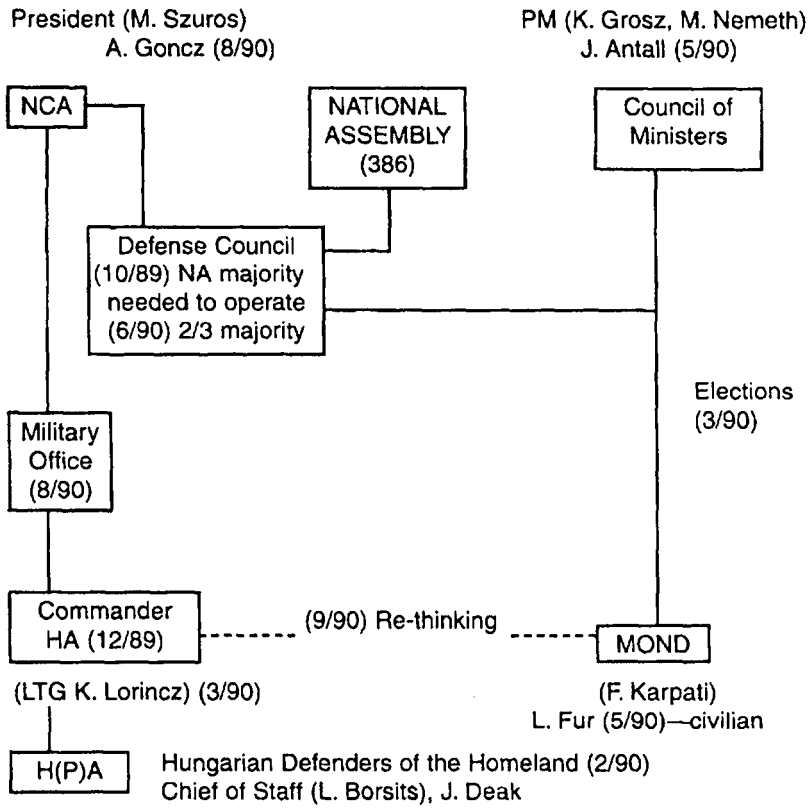 President (M. Szuros)
A. Goncz (8/90)
PM (K. Grosz, M. Nemeth)
J. Antall (5/90)
NCA
NATIONAL
ASSEMBLY
(386)
Council of
Ministers
Defense Council
(10/89) NA majority
needed to operate
(6/90) 2/3 majority
Elections
(3/90)
Military
Office
(8/90)
Commander
HA (12/89)
(9/90) Re-thinking
MOND
(LTG K. Lorincz) (3/90)
(F. Karpati)
L. Fur (5/90)—civilian
H(P)A
Hungarian Defenders of the Homeland (2/90)
Chief of Staff (L. Borsits), J. Deak